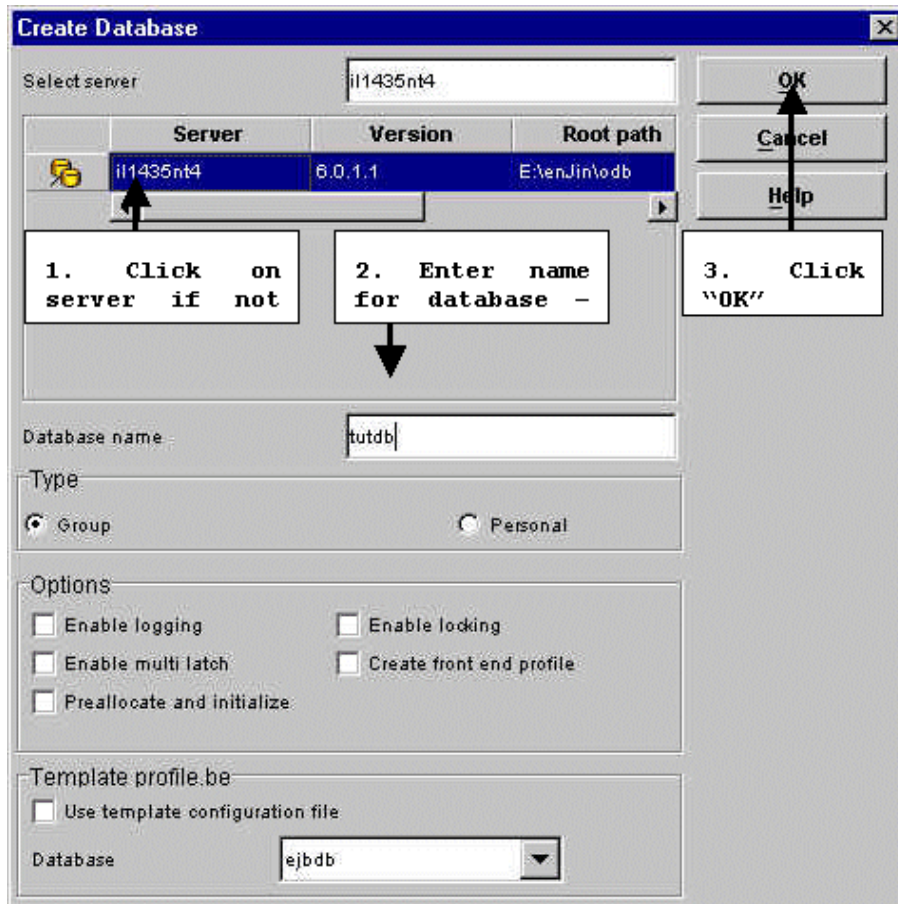 Create Database
Select server il1435nt4
OK
Server Version Root path
Cancel
il1435nt4 6.0.1.1 E:\enJin\odb
Help
1. Click on
server if not
2. Enter name
for database –
3. Click
“OK”
Database name tutdb
Type
Group Personal
Options
Enable logging Enable locking
Enable multi latch Create front end profile
Preallocate and initialize
Template profile.be
Use template configuration file
Database ejbdb